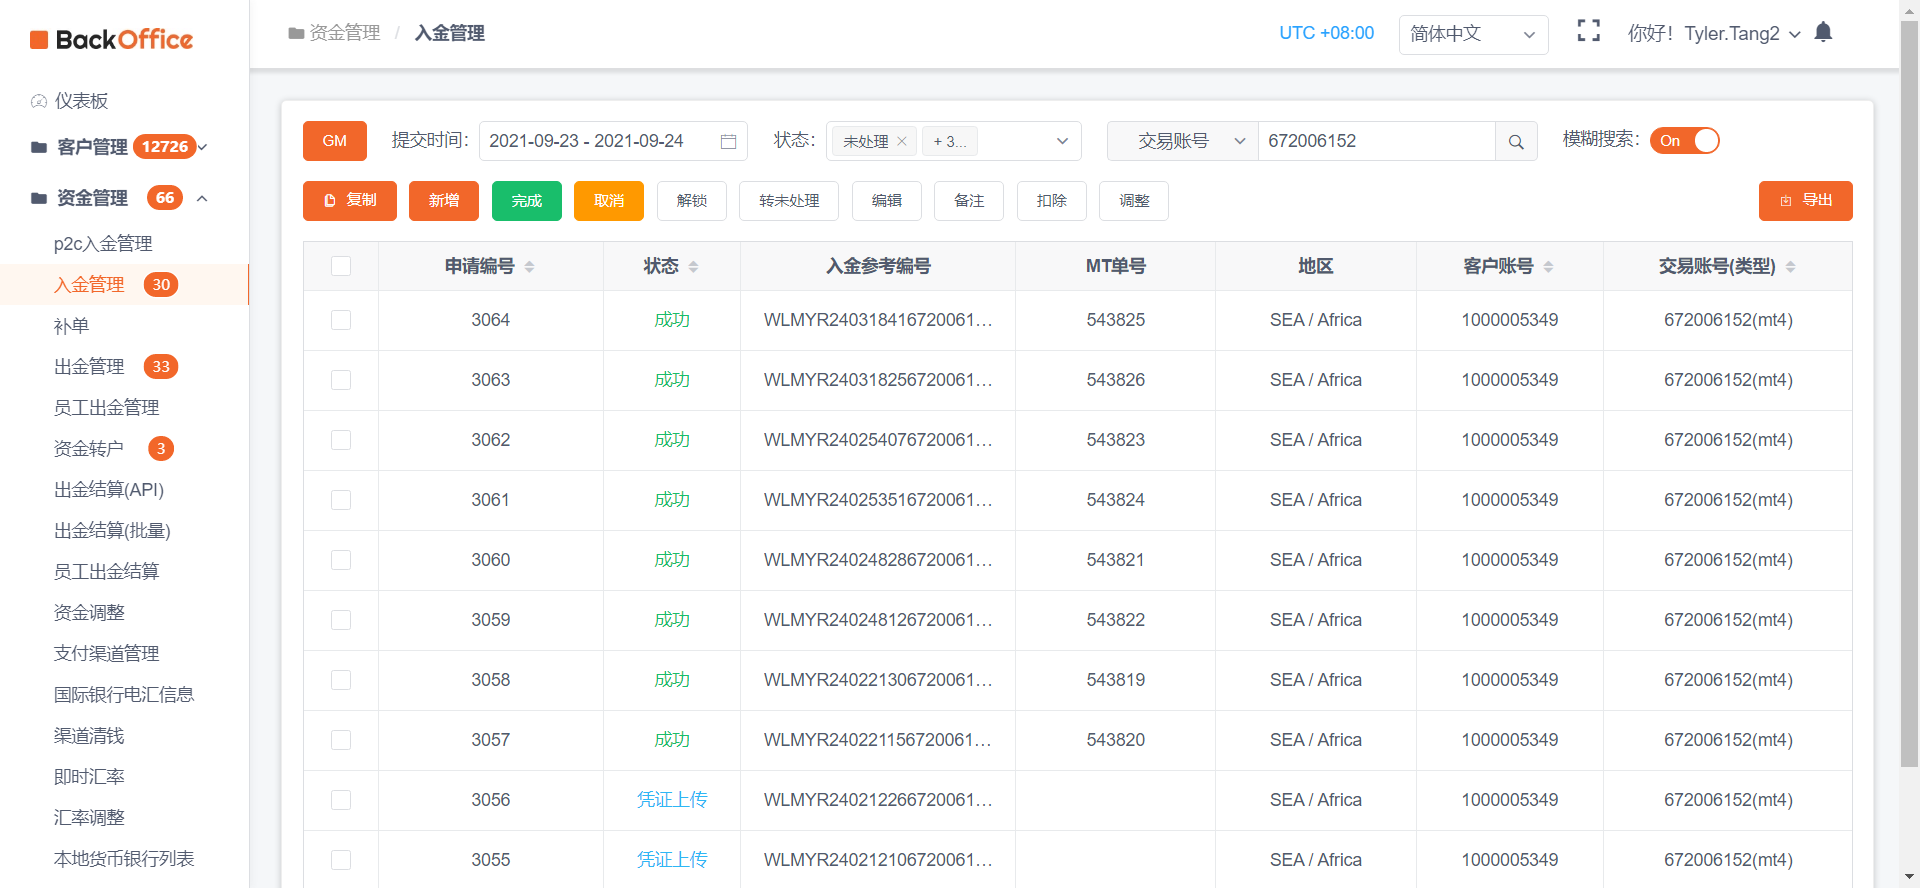 BackOffice
资金管理 / 入金管理
UTC +08:00
简体中文
你好！Tyler.Tang2
仪表板
客户管理 12726
资金管理 66
p2c入金管理
入金管理 30
补单
出金管理 33
员工出金管理
资金转户 3
出金结算(API)
出金结算(批量)
员工出金结算
资金调整
支付渠道管理
国际银行电汇信息
渠道清钱
即时汇率
汇率调整
本地货币银行列表
GM 提交时间： 2021-09-23 - 2021-09-24 状态： 未处理 + 3... 交易账号 672006152 模糊搜索： On
复制 新增 完成 取消 解锁 转未处理 编辑 备注 扣除 调整 导出
申请编号 状态 入金参考编号 MT单号 地区 客户账号 交易账号(类型)
3064 成功 WLMYR240318416720061... 543825 SEA / Africa 1000005349 672006152(mt4)
3063 成功 WLMYR240318256720061... 543826 SEA / Africa 1000005349 672006152(mt4)
3062 成功 WLMYR240254076720061... 543823 SEA / Africa 1000005349 672006152(mt4)
3061 成功 WLMYR240253516720061... 543824 SEA / Africa 1000005349 672006152(mt4)
3060 成功 WLMYR240248286720061... 543821 SEA / Africa 1000005349 672006152(mt4)
3059 成功 WLMYR240248126720061... 543822 SEA / Africa 1000005349 672006152(mt4)
3058 成功 WLMYR240221306720061... 543819 SEA / Africa 1000005349 672006152(mt4)
3057 成功 WLMYR240221156720061... 543820 SEA / Africa 1000005349 672006152(mt4)
3056 凭证上传 WLMYR240212266720061... SEA / Africa 1000005349 672006152(mt4)
3055 凭证上传 WLMYR240212106720061... SEA / Africa 1000005349 672006152(mt4)